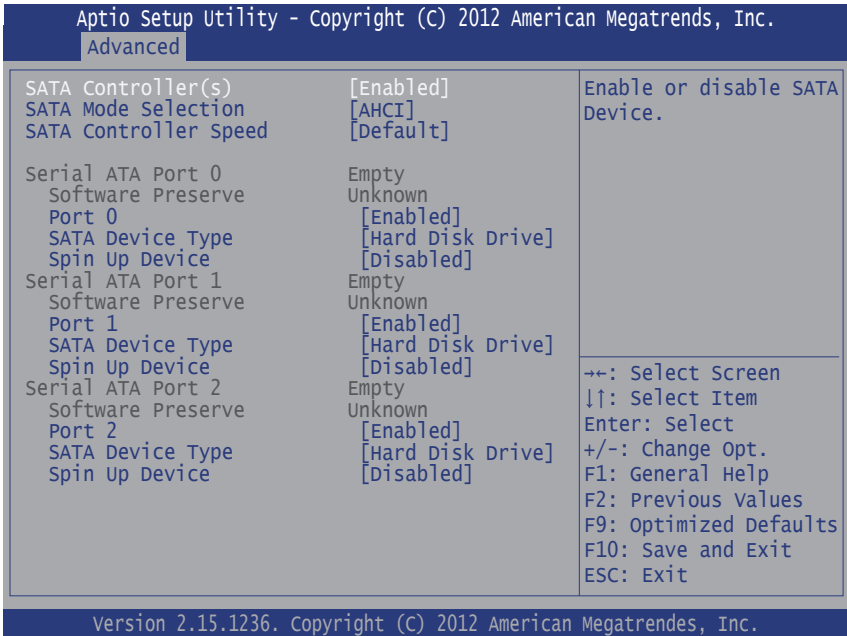 Aptio Setup Utility - Copyright (C) 2012 American Megatrends, Inc.
Advanced
SATA Controller(s) [Enabled]
SATA Mode Selection [AHCI]
SATA Controller Speed [Default]
Serial ATA Port 0 Empty
Software Preserve Unknown
Port 0 [Enabled]
SATA Device Type [Hard Disk Drive]
Spin Up Device [Disabled]
Serial ATA Port 1 Empty
Software Preserve Unknown
Port 1 [Enabled]
SATA Device Type [Hard Disk Drive]
Spin Up Device [Disabled]
Serial ATA Port 2 Empty
Software Preserve Unknown
Port 2 [Enabled]
SATA Device Type [Hard Disk Drive]
Spin Up Device [Disabled]
Enable or disable SATA
Device.
→←: Select Screen
↓↑: Select Item
Enter: Select
+/-: Change Opt.
F1: General Help
F2: Previous Values
F9: Optimized Defaults
F10: Save and Exit
ESC: Exit
Version 2.15.1236. Copyright (C) 2012 American Megatrendes, Inc.